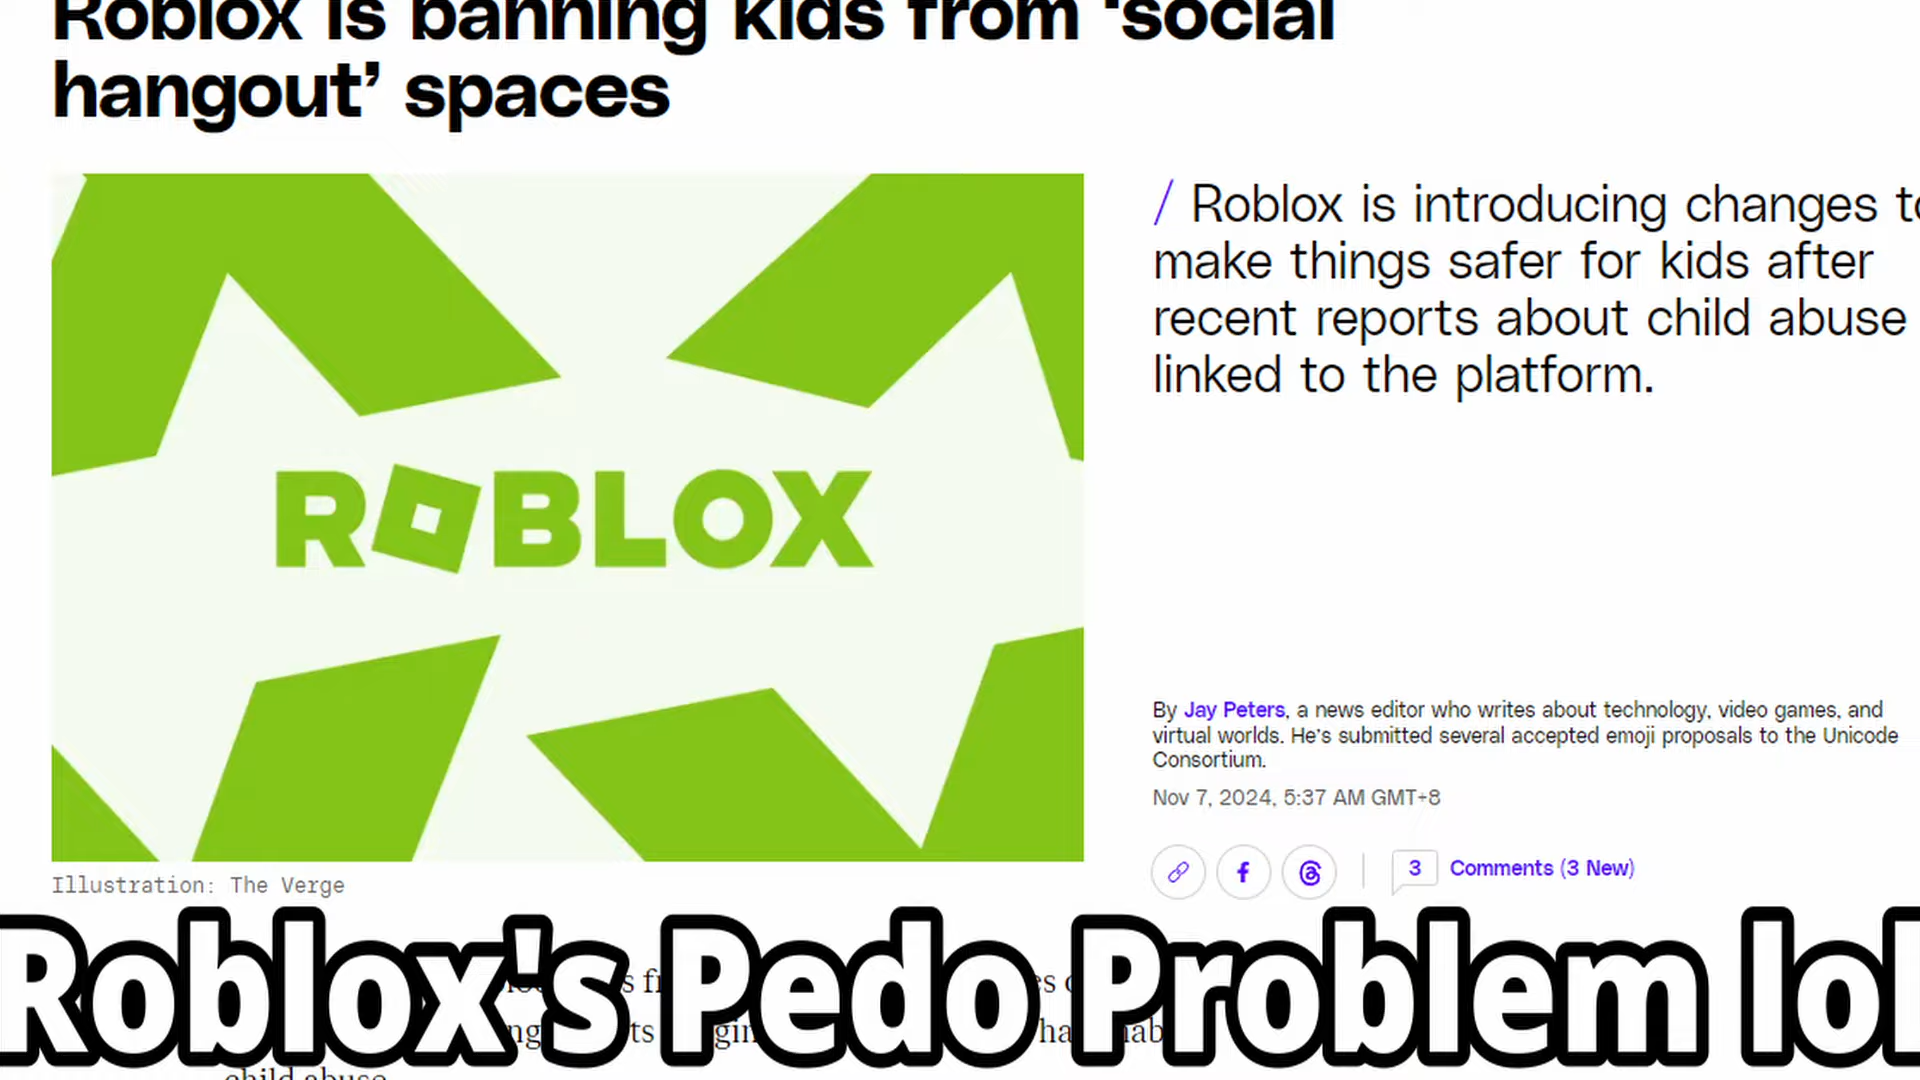 Roblox is banning kids from ‘social
hangout’ spaces
ROBLOX
/ Roblox is introducing changes to
make things safer for kids after
recent reports about child abuse
linked to the platform.
By Jay Peters, a news editor who writes about technology, video games, and
virtual worlds. He's submitted several accepted emoji proposals to the Unicode
Consortium.
Nov 7, 2024, 5:37 AM GMT+8
3 Comments (3 New)
Illustration: The Verge
Roblox's Pedo Problem lol
child abuse